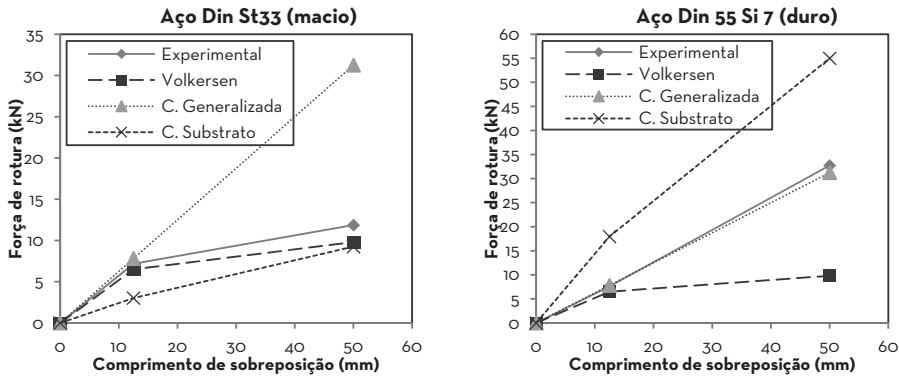 Aço Din St33 (macio)
Força de rotura (kN)
35
30
25
20
15
10
5
0
Experimental
Volkersen
C. Generalizada
C. Substrato
0 10 20 30 40 50 60
Comprimento de sobreposição (mm)
Aço Din 55 Si 7 (duro)
Força de rotura (kN)
60
55
50
45
40
35
30
25
20
15
10
5
0
Experimental
Volkersen
C. Generalizada
C. Substrato
0 10 20 30 40 50 60
Comprimento de sobreposição (mm)